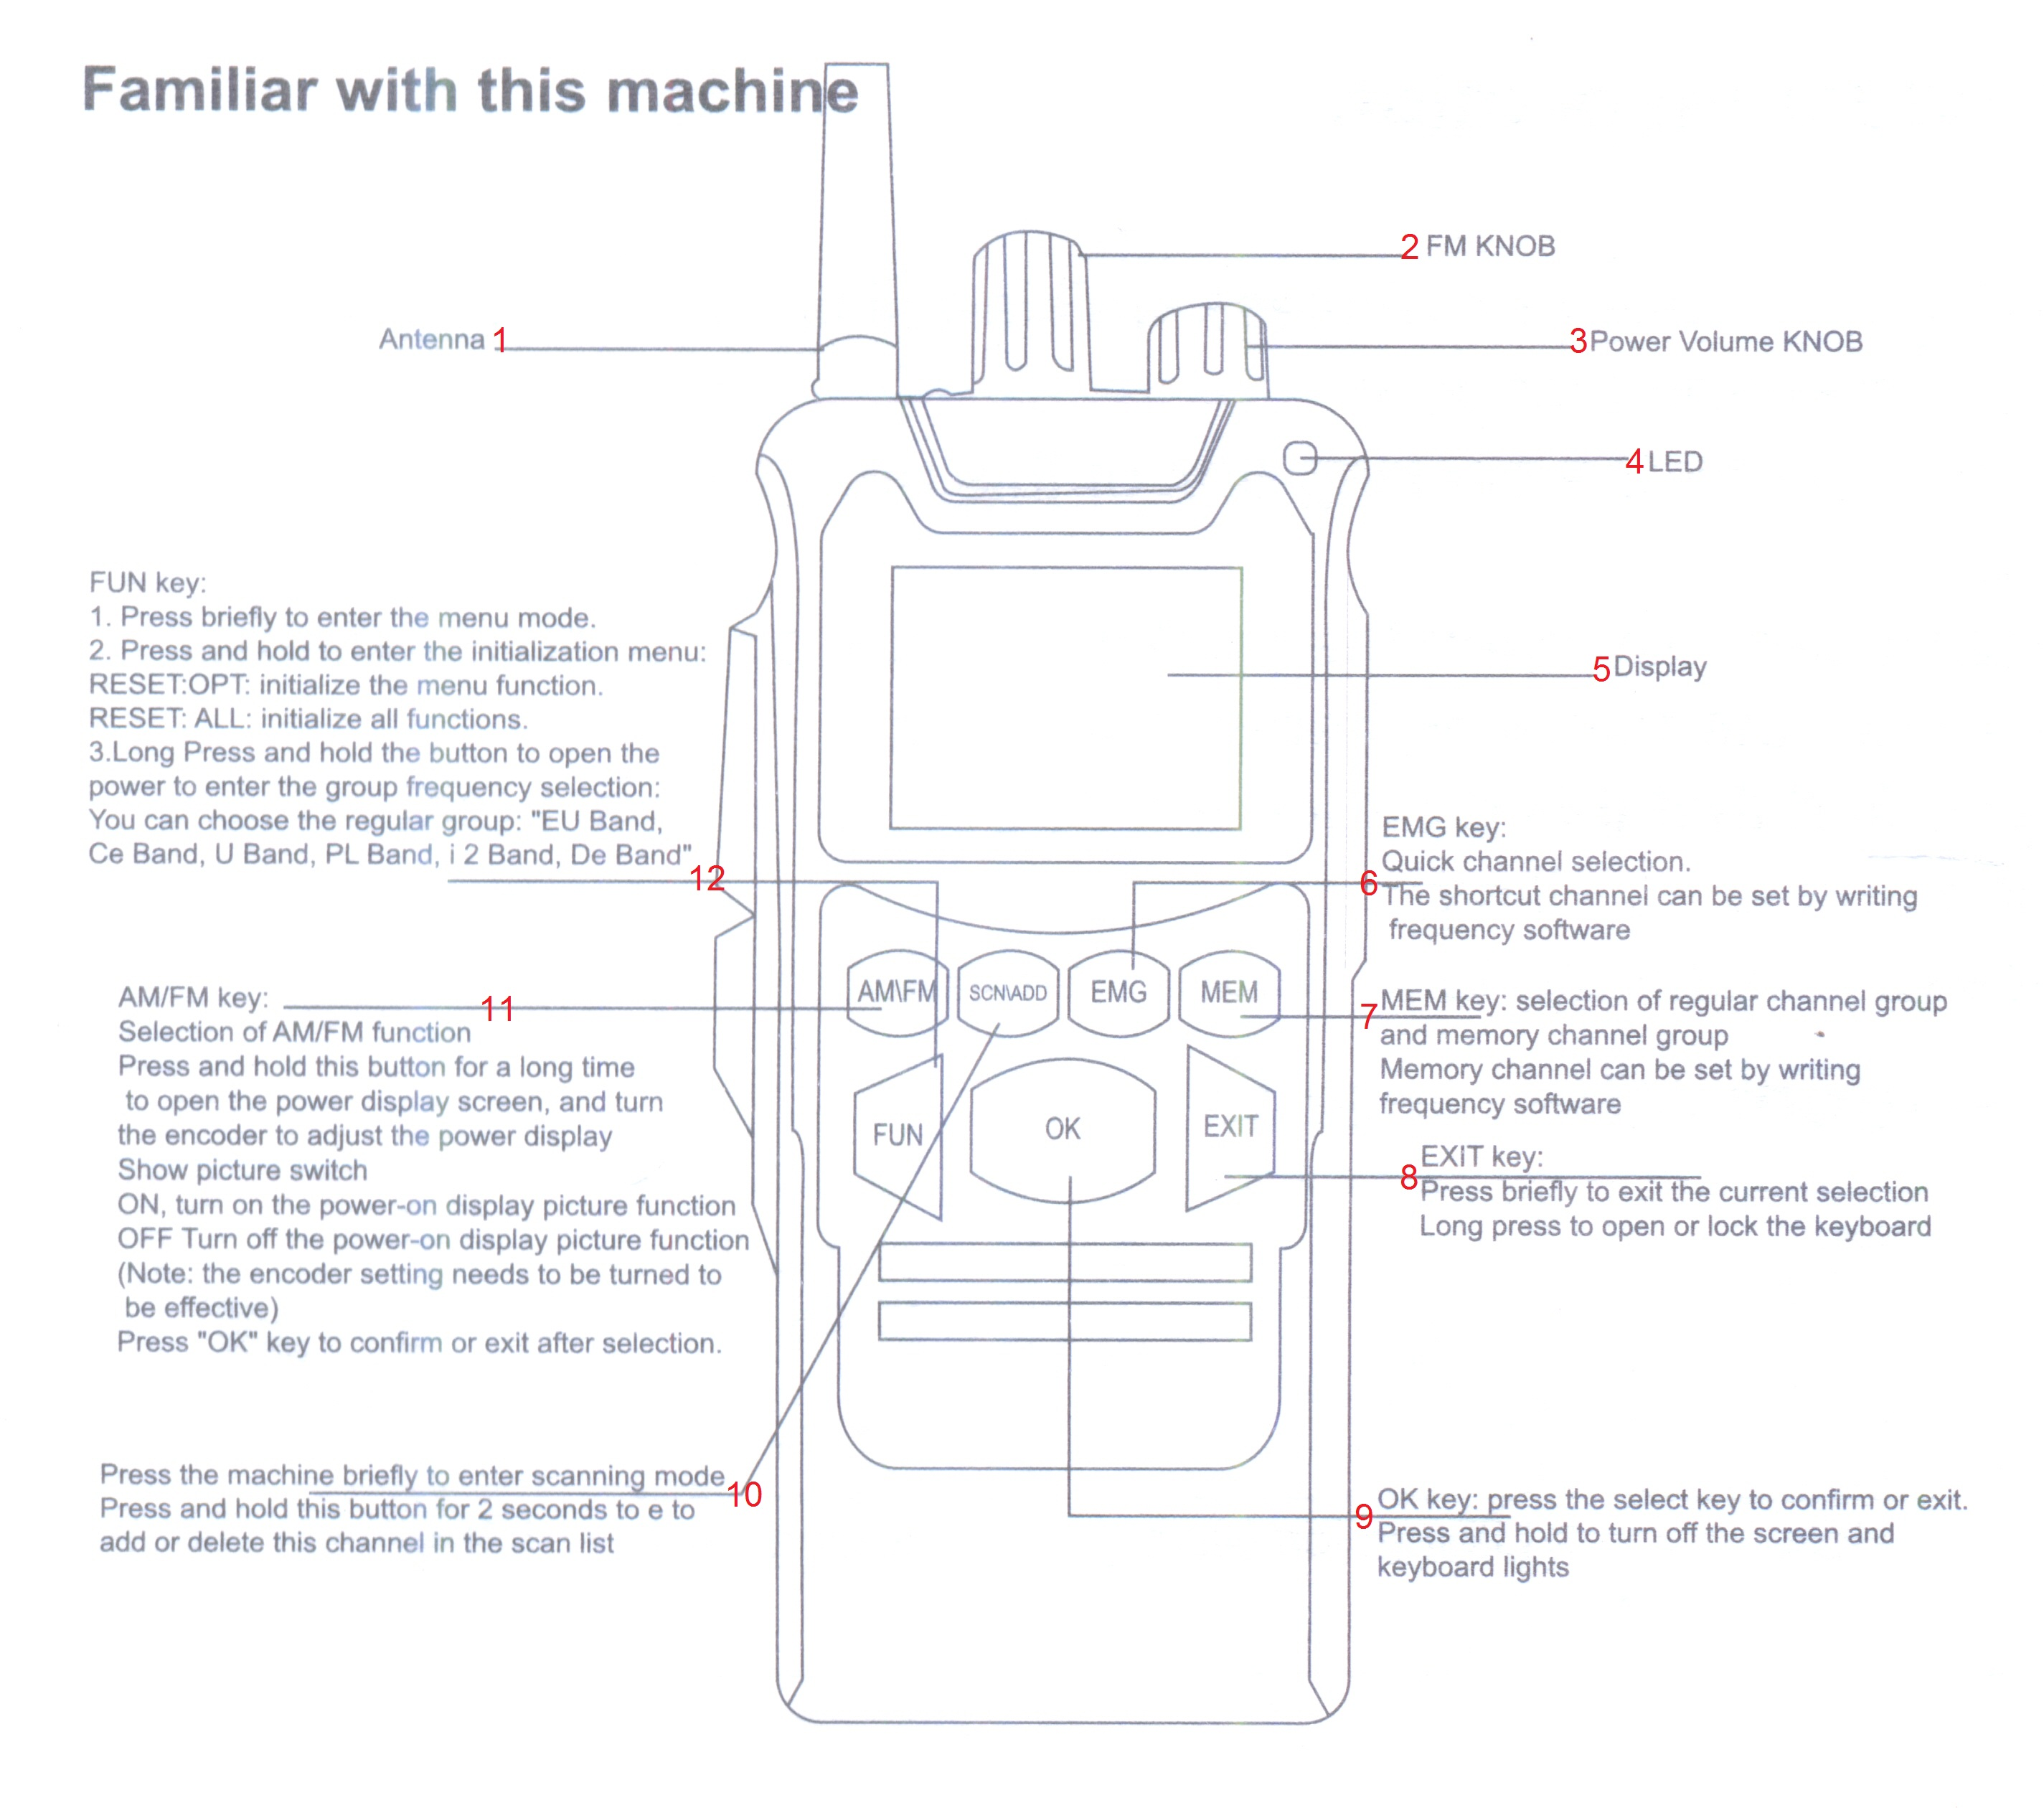 Familiar with this machine
2 FM KNOB
Antenna 1
3 Power Volume KNOB
4 LED
FUN key:
1. Press briefly to enter the menu mode.
2. Press and hold to enter the initialization menu:
RESET:OPT: initialize the menu function.
RESET: ALL: initialize all functions.
3.Long Press and hold the button to open the
power to enter the group frequency selection:
You can choose the regular group: "EU Band,
Ce Band, U Band, PL Band, i 2 Band, De Band"
12
5 Display
EMG key:
Quick channel selection.
6
The shortcut channel can be set by writing
frequency software
AM\FM
SCN\ADD
EMG
MEM
FUN
OK
EXIT
AM/FM key:
11
Selection of AM/FM function
Press and hold this button for a long time
to open the power display screen, and turn
the encoder to adjust the power display
Show picture switch
ON, turn on the power-on display picture function
OFF Turn off the power-on display picture function
(Note: the encoder setting needs to be turned to
be effective)
Press "OK" key to confirm or exit after selection.
7 MEM key: selection of regular channel group
and memory channel group
Memory channel can be set by writing
frequency software
8 EXIT key:
Press briefly to exit the current selection
Long press to open or lock the keyboard
Press the machine briefly to enter scanning mode
10
Press and hold this button for 2 seconds to e to
add or delete this channel in the scan list
9 OK key: press the select key to confirm or exit.
Press and hold to turn off the screen and
keyboard lights